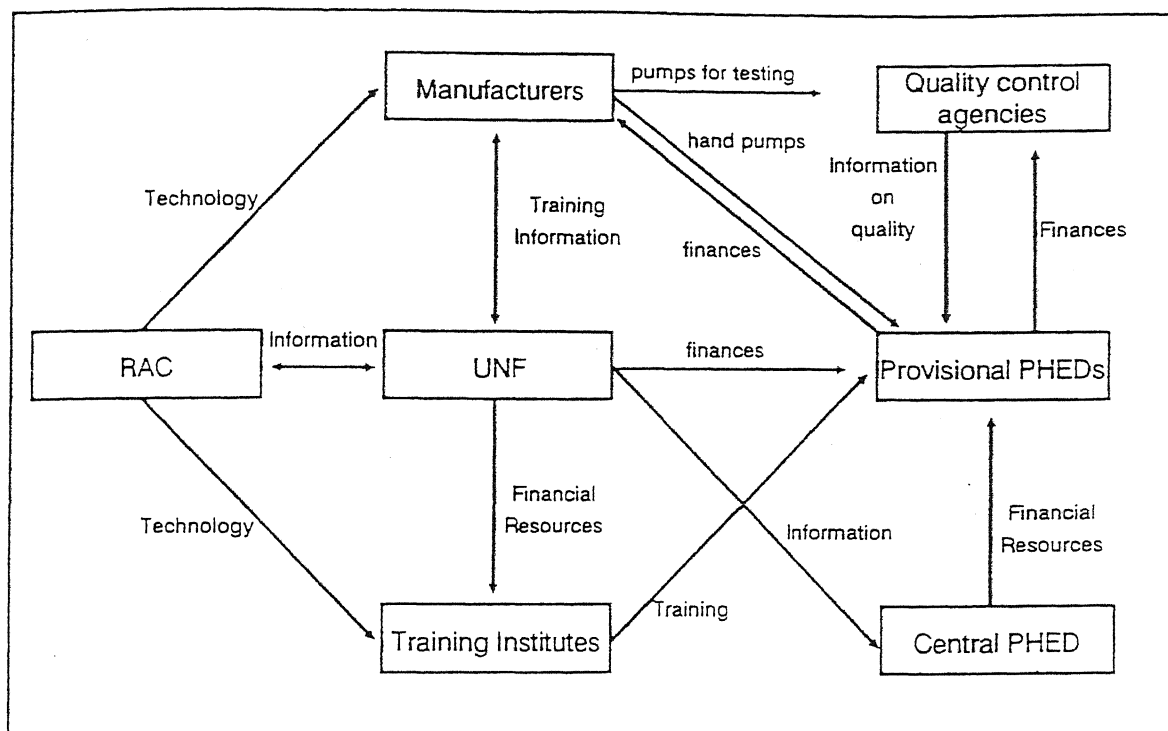 pumps for testing
Manufacturers
Quality control
agencies
hand pumps
Information
on
quality
Technology
Training
Information
finances
Finances
Information
finances
RAC
UNF
Provisional PHEDs
Financial
Resources
Technology
Information
Financial
Resources
Training
Training Institutes
Central PHED